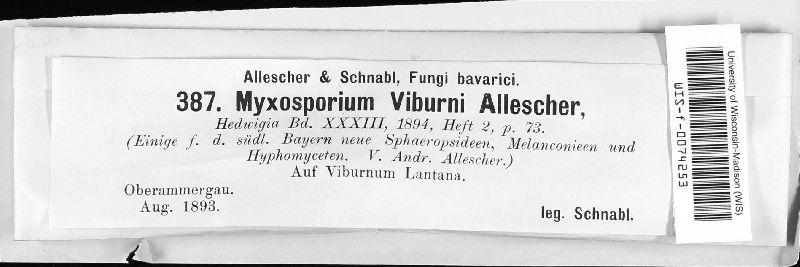 Allescher & Schnabl, Fungi bavarici.
387. Myxosporium Viburni Allescher,
Hedwigia Bd. XXXIII, 1894, Heft 2, p. 73.
(Einige f. d. südl. Bayern neue Sphaeropsideen, Melanconieen und
Hyphomyceten. V. Andr. Allescher.)
Auf Viburnum Lantana.
Oberammergau.
Aug. 1893.
leg. Schnabl.
University of Wisconsin-Madison (WIS)
WIS-f-0074253